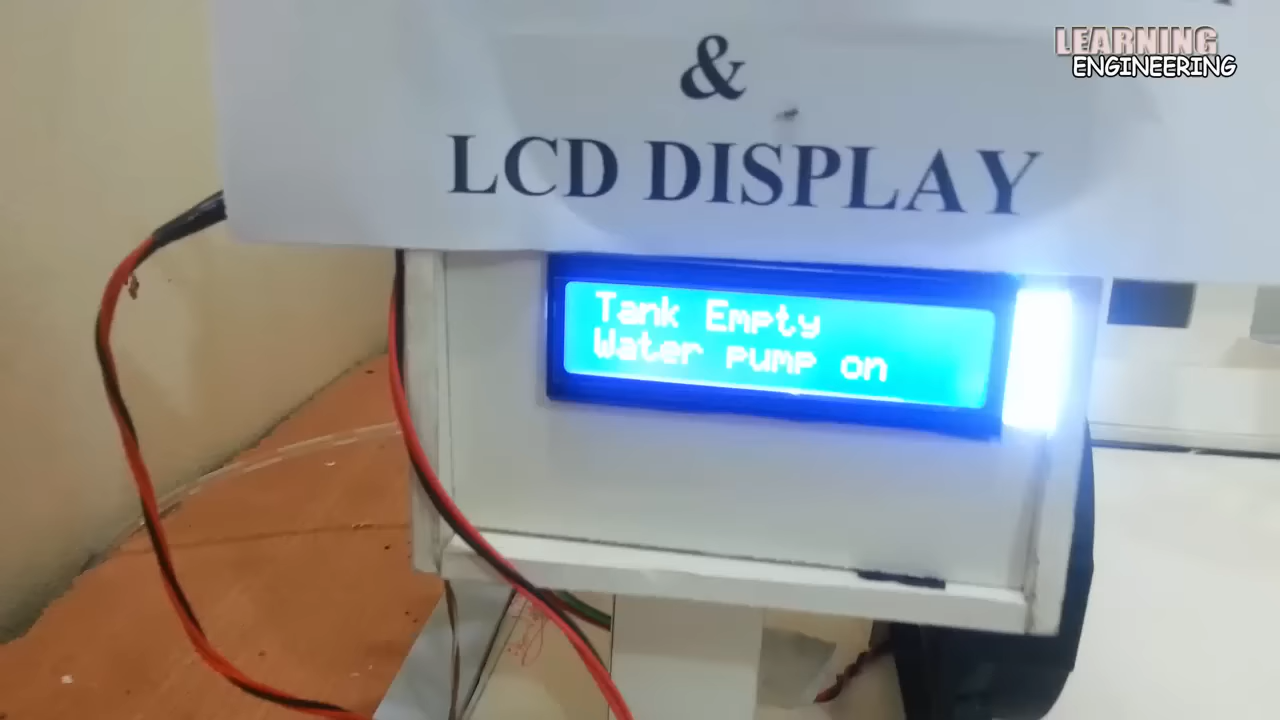 LEARNING
ENGINEERING
&
LCD DISPLAY
Tank Empty
Water pump on